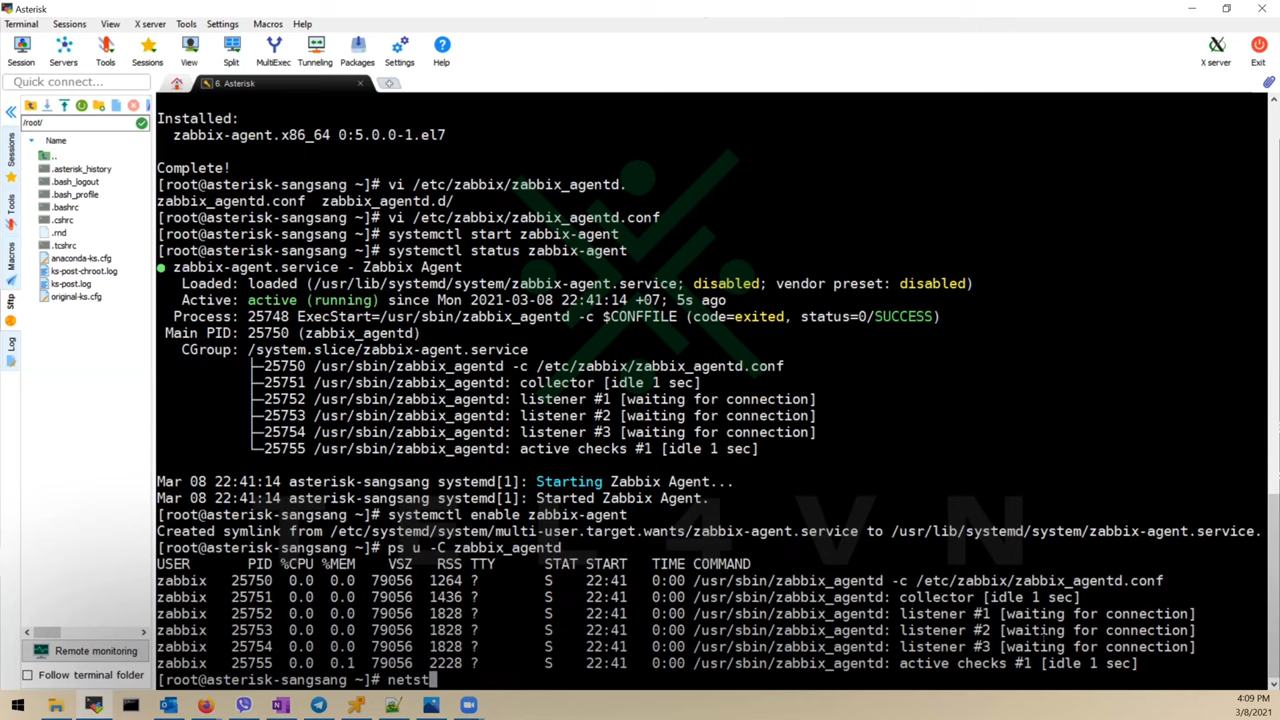 Asterisk
Terminal Sessions View X server Tools Settings Macros Help
Session Servers Tools Sessions View Split MultiExec Tunneling Packages Settings Help X server Exit
Quick connect...
6. Asterisk
/root/
Name
..
.asterisk_history
.bash_logout
.bash_profile
.bashrc
.cshrc
.rnd
.tcshrc
anaconda-ks.cfg
ks-post-chroot.log
ks-post.log
original-ks.cfg
Sessions
Tools
Macros
Sftp
Log
Remote monitoring
Follow terminal folder
Installed:
zabbix-agent.x86_64 0:5.0.0-1.el7
Complete!
[root@asterisk-sangsang ~]# vi /etc/zabbix/zabbix_agentd.
zabbix_agentd.conf zabbix_agentd.d/
[root@asterisk-sangsang ~]# vi /etc/zabbix/zabbix_agentd.conf
[root@asterisk-sangsang ~]# systemctl start zabbix-agent
[root@asterisk-sangsang ~]# systemctl status zabbix-agent
● zabbix-agent.service - Zabbix Agent
Loaded: loaded (/usr/lib/systemd/system/zabbix-agent.service; disabled; vendor preset: disabled)
Active: active (running) since Mon 2021-03-08 22:41:14 +07; 5s ago
Process: 25748 ExecStart=/usr/sbin/zabbix_agentd -c $CONFFILE (code=exited, status=0/SUCCESS)
Main PID: 25750 (zabbix_agentd)
CGroup: /system.slice/zabbix-agent.service
├─25750 /usr/sbin/zabbix_agentd -c /etc/zabbix/zabbix_agentd.conf
├─25751 /usr/sbin/zabbix_agentd: collector [idle 1 sec]
├─25752 /usr/sbin/zabbix_agentd: listener #1 [waiting for connection]
├─25753 /usr/sbin/zabbix_agentd: listener #2 [waiting for connection]
├─25754 /usr/sbin/zabbix_agentd: listener #3 [waiting for connection]
└─25755 /usr/sbin/zabbix_agentd: active checks #1 [idle 1 sec]
Mar 08 22:41:14 asterisk-sangsang systemd[1]: Starting Zabbix Agent...
Mar 08 22:41:14 asterisk-sangsang systemd[1]: Started Zabbix Agent.
[root@asterisk-sangsang ~]# systemctl enable zabbix-agent
Created symlink from /etc/systemd/system/multi-user.target.wants/zabbix-agent.service to /usr/lib/systemd/system/zabbix-agent.service.
[root@asterisk-sangsang ~]# ps u -C zabbix_agentd
USER PID %CPU %MEM VSZ RSS TTY STAT START TIME COMMAND
zabbix 25750 0.0 0.0 79056 1264 ? S 22:41 0:00 /usr/sbin/zabbix_agentd -c /etc/zabbix/zabbix_agentd.conf
zabbix 25751 0.0 0.0 79056 1436 ? S 22:41 0:00 /usr/sbin/zabbix_agentd: collector [idle 1 sec]
zabbix 25752 0.0 0.0 79056 1828 ? S 22:41 0:00 /usr/sbin/zabbix_agentd: listener #1 [waiting for connection]
zabbix 25753 0.0 0.0 79056 1828 ? S 22:41 0:00 /usr/sbin/zabbix_agentd: listener #2 [waiting for connection]
zabbix 25754 0.0 0.0 79056 1828 ? S 22:41 0:00 /usr/sbin/zabbix_agentd: listener #3 [waiting for connection]
zabbix 25755 0.0 0.1 79056 2228 ? S 22:41 0:00 /usr/sbin/zabbix_agentd: active checks #1 [idle 1 sec]
[root@asterisk-sangsang ~]# netst
4:09 PM
3/8/2021